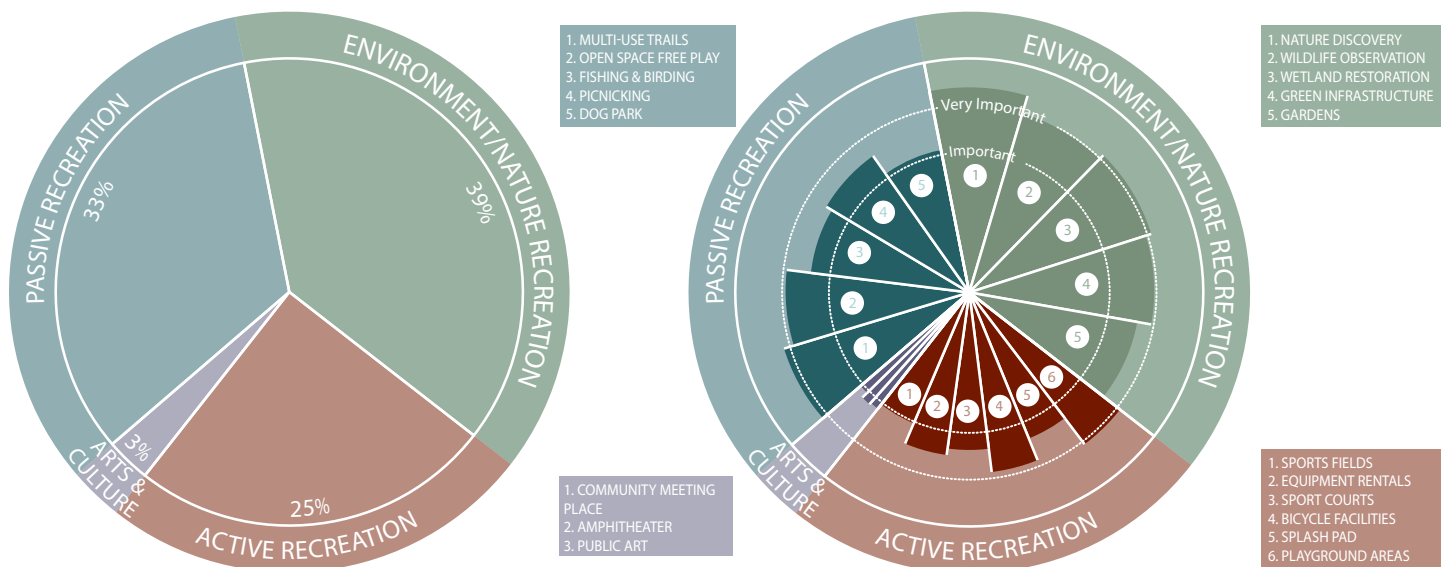 ENVIRONMENT/NATURE RECREATION
39%
PASSIVE RECREATION
33%
3%
ARTS &
CULTURE
25%
ACTIVE RECREATION
1. MULTI-USE TRAILS
2. OPEN SPACE FREE PLAY
3. FISHING & BIRDING
4. PICNICKING
5. DOG PARK
1. COMMUNITY MEETING
PLACE
2. AMPHITHEATER
3. PUBLIC ART
ENVIRONMENT/NATURE RECREATION
PASSIVE RECREATION
ARTS &
CULTURE
ACTIVE RECREATION
Very Important
Important
1
2
3
4
5
1
2
3
4
5
6
1
2
3
4
5
1. NATURE DISCOVERY
2. WILDLIFE OBSERVATION
3. WETLAND RESTORATION
4. GREEN INFRASTRUCTURE
5. GARDENS
1. SPORTS FIELDS
2. EQUIPMENT RENTALS
3. SPORT COURTS
4. BICYCLE FACILITIES
5. SPLASH PAD
6. PLAYGROUND AREAS